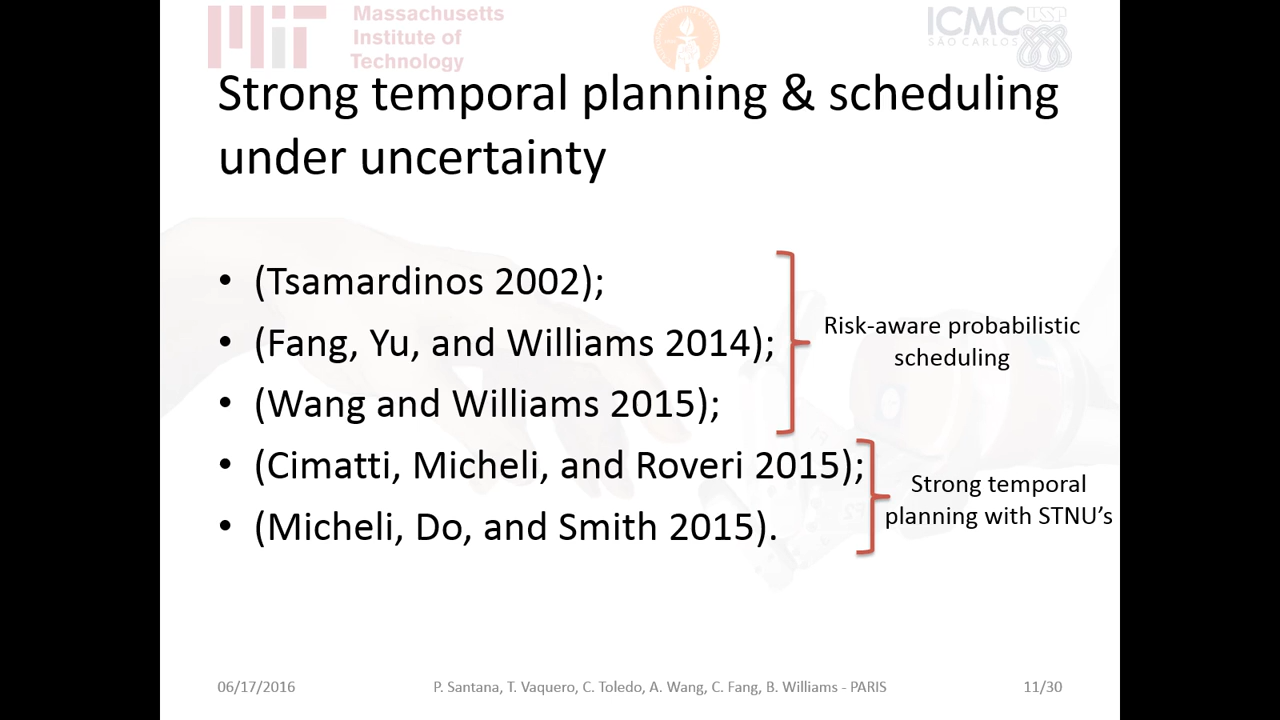 MIT
Massachusetts
Institute of
Technology
ICMC USP
SÃO CARLOS
Strong temporal planning & scheduling
under uncertainty
• (Tsamardinos 2002);
• (Fang, Yu, and Williams 2014);
• (Wang and Williams 2015);
Risk-aware probabilistic
scheduling
• (Cimatti, Micheli, and Roveri 2015);
• (Micheli, Do, and Smith 2015).
Strong temporal
planning with STNU’s
06/17/2016
P. Santana, T. Vaquero, C. Toledo, A. Wang, C. Fang, B. Williams - PARIS
11/30